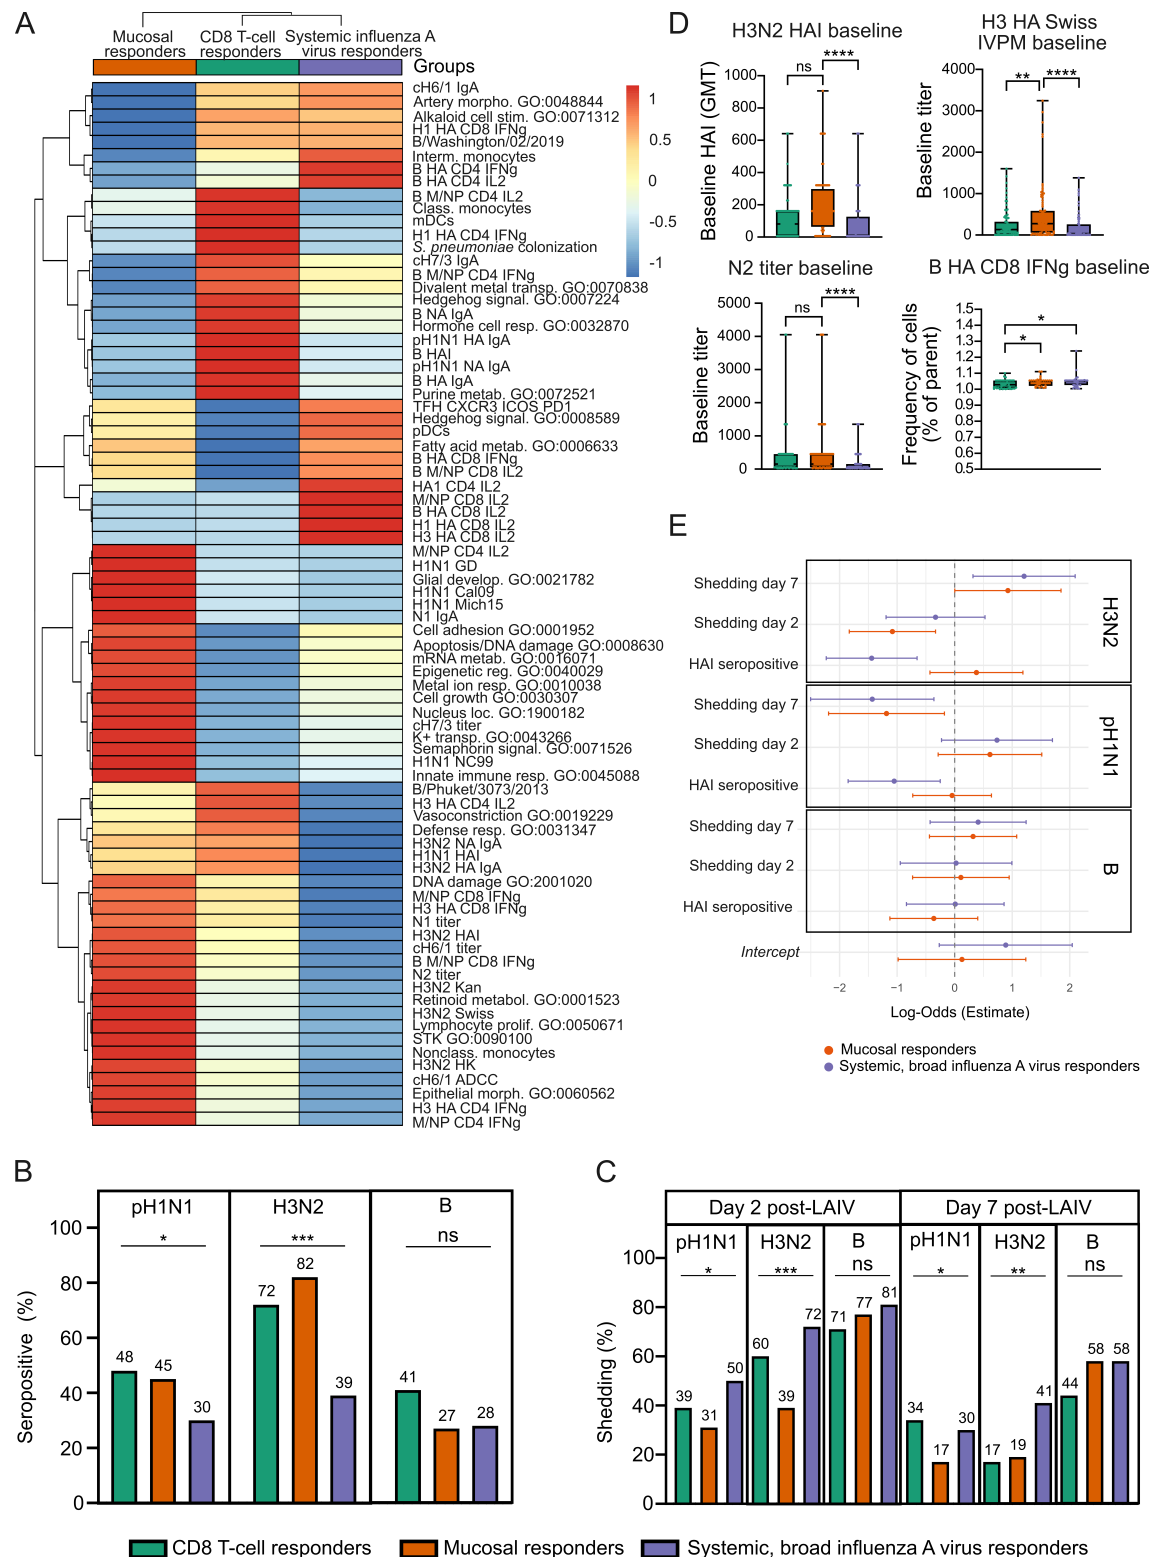 A
Mucosal
responders
CD8 T-cell
responders
Systemic influenza A
virus responders
Groups
cH6/1 IgA
Artery morpho. GO:0048844
Alkaloid cell stim. GO:0071312
H1 HA CD8 IFNg
B/Washington/02/2019
Interm. monocytes
B HA CD4 IFNg
B HA CD4 IL2
B M/NP CD4 IL2
Class. monocytes
mDCs
H1 HA CD4 IFNg
S. pneumoniae colonization
cH7/3 IgA
B M/NP CD4 IFNg
Divalent metal transp. GO:0070838
Hedgehog signal. GO:0007224
B NA IgA
Hormone cell resp. GO:0032870
pH1N1 HA IgA
B HAI
pH1N1 NA IgA
B HA IgA
Purine metab. GO:0072521
TFH CXCR3 ICOS PD1
Hedgehog signal. GO:0008589
pDCs
Fatty acid metab. GO:0006633
B HA CD8 IFNg
B M/NP CD8 IL2
HA1 CD4 IL2
M/NP CD8 IL2
B HA CD8 IL2
H1 HA CD8 IL2
H3 HA CD8 IL2
M/NP CD4 IL2
H1N1 GD
Glial develop. GO:0021782
H1N1 Cal09
H1N1 Mich15
N1 IgA
Cell adhesion GO:0001952
Apoptosis/DNA damage GO:0008630
mRNA metab. GO:0016071
Epigenetic reg. GO:0040029
Metal ion resp. GO:0010038
Cell growth GO:0030307
Nucleus loc. GO:1900182
cH7/3 titer
K+ transp. GO:0043266
Semaphorin signal. GO:0071526
H1N1 NC99
Innate immune resp. GO:0045088
B/Phuket/3073/2013
H3 HA CD4 IL2
Vasoconstriction GO:0019229
Defense resp. GO:0031347
H3N2 NA IgA
H1N1 HAI
H3N2 HA IgA
DNA damage GO:2001020
M/NP CD8 IFNg
H3 HA CD8 IFNg
N1 titer
H3N2 HAI
cH6/1 titer
B M/NP CD8 IFNg
N2 titer
H3N2 Kan
Retinoid metabol. GO:0001523
H3N2 Swiss
Lymphocyte prolif. GO:0050671
STK GO:0090100
Nonclass. monocytes
H3N2 HK
cH6/1 ADCC
Epithelial morph. GO:0060562
H3 HA CD4 IFNg
M/NP CD4 IFNg
1
0.5
0
-0.5
-1
D
H3N2 HAI baseline
Baseline HAI (GMT)
1000
800
600
400
200
0
ns
****
H3 HA Swiss
IVPM baseline
Baseline titer
4000
3000
2000
1000
0
**
****
N2 titer baseline
Baseline titer
5000
4000
3000
2000
1000
0
ns
****
B HA CD8 IFNg baseline
Frequency of cells
(% of parent)
1.5
1.4
1.3
1.2
1.1
1.0
0.9
0.8
0.7
0.6
0.5
*
*
E
Shedding day 7
Shedding day 2
HAI seropositive
H3N2
Shedding day 7
Shedding day 2
HAI seropositive
pH1N1
Shedding day 7
Shedding day 2
HAI seropositive
B
Intercept
−2
−1
0
1
2
Log-Odds (Estimate)
Mucosal responders
Systemic, broad influenza A virus responders
B
Seropositive (%)
100
80
60
40
20
0
pH1N1
H3N2
B
*
***
ns
48
45
30
72
82
39
41
27
28
C
Shedding (%)
100
80
60
40
20
0
Day 2 post-LAIV
Day 7 post-LAIV
pH1N1
H3N2
B
pH1N1
H3N2
B
*
***
ns
*
**
ns
39
31
50
60
39
72
71
77
81
34
17
30
17
19
41
44
58
58
CD8 T-cell responders
Mucosal responders
Systemic, broad influenza A virus responders